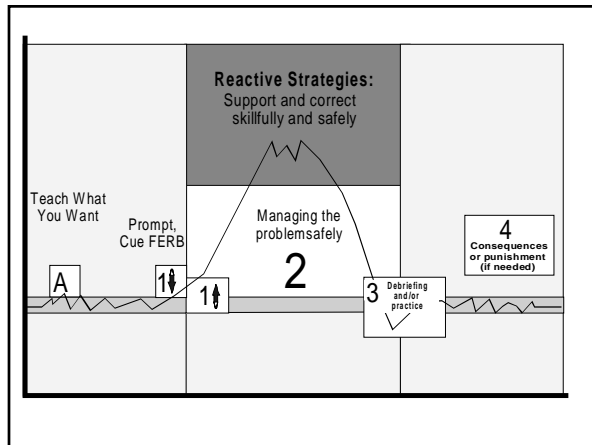 Reactive Strategies:
Support and correct
skillfully and safely
Teach What
You Want
Prompt,
Cue FERB
Managing the
problemsafely
2
A
1
1
3
Debriefing
and/or
practice
4
Consequences
or punishment
(if needed)